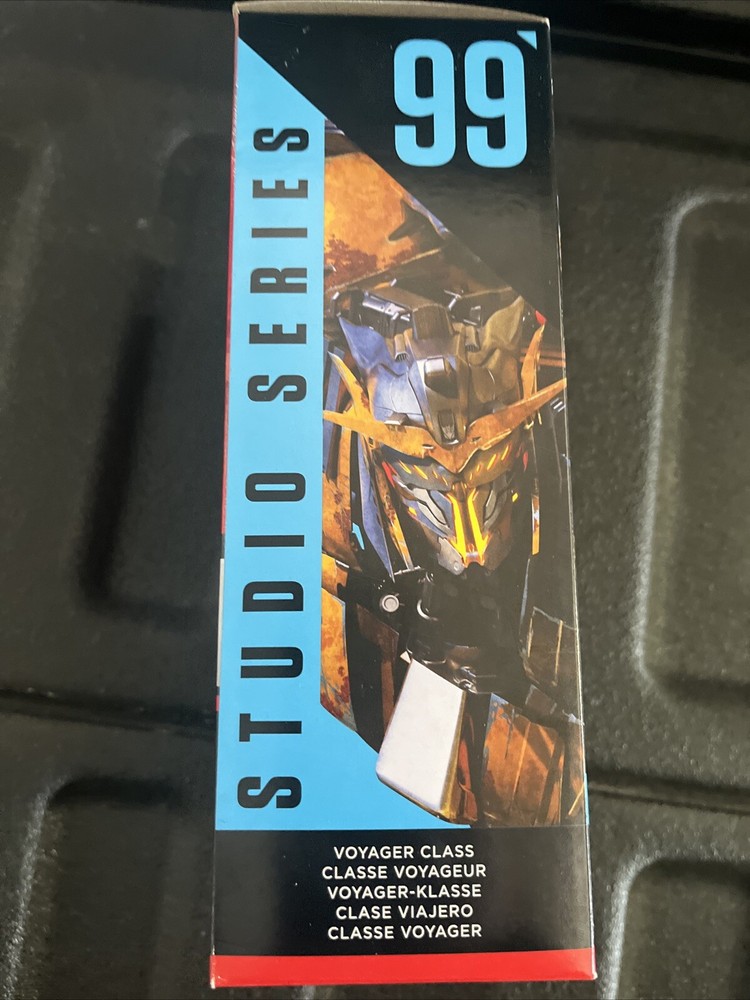 99
STUDIO SERIES
VOYAGER CLASS
CLASSE VOYAGEUR
VOYAGER-KLASSE
CLASE VIAJERO
CLASSE VOYAGER